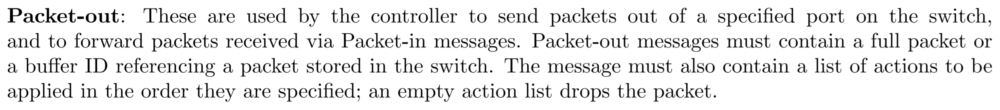 Packet-out: These are used by the controller to send packets out of a specified port on the switch,
and to forward packets received via Packet-in messages. Packet-out messages must contain a full packet or
a buffer ID referencing a packet stored in the switch. The message must also contain a list of actions to be
applied in the order they are specified; an empty action list drops the packet.